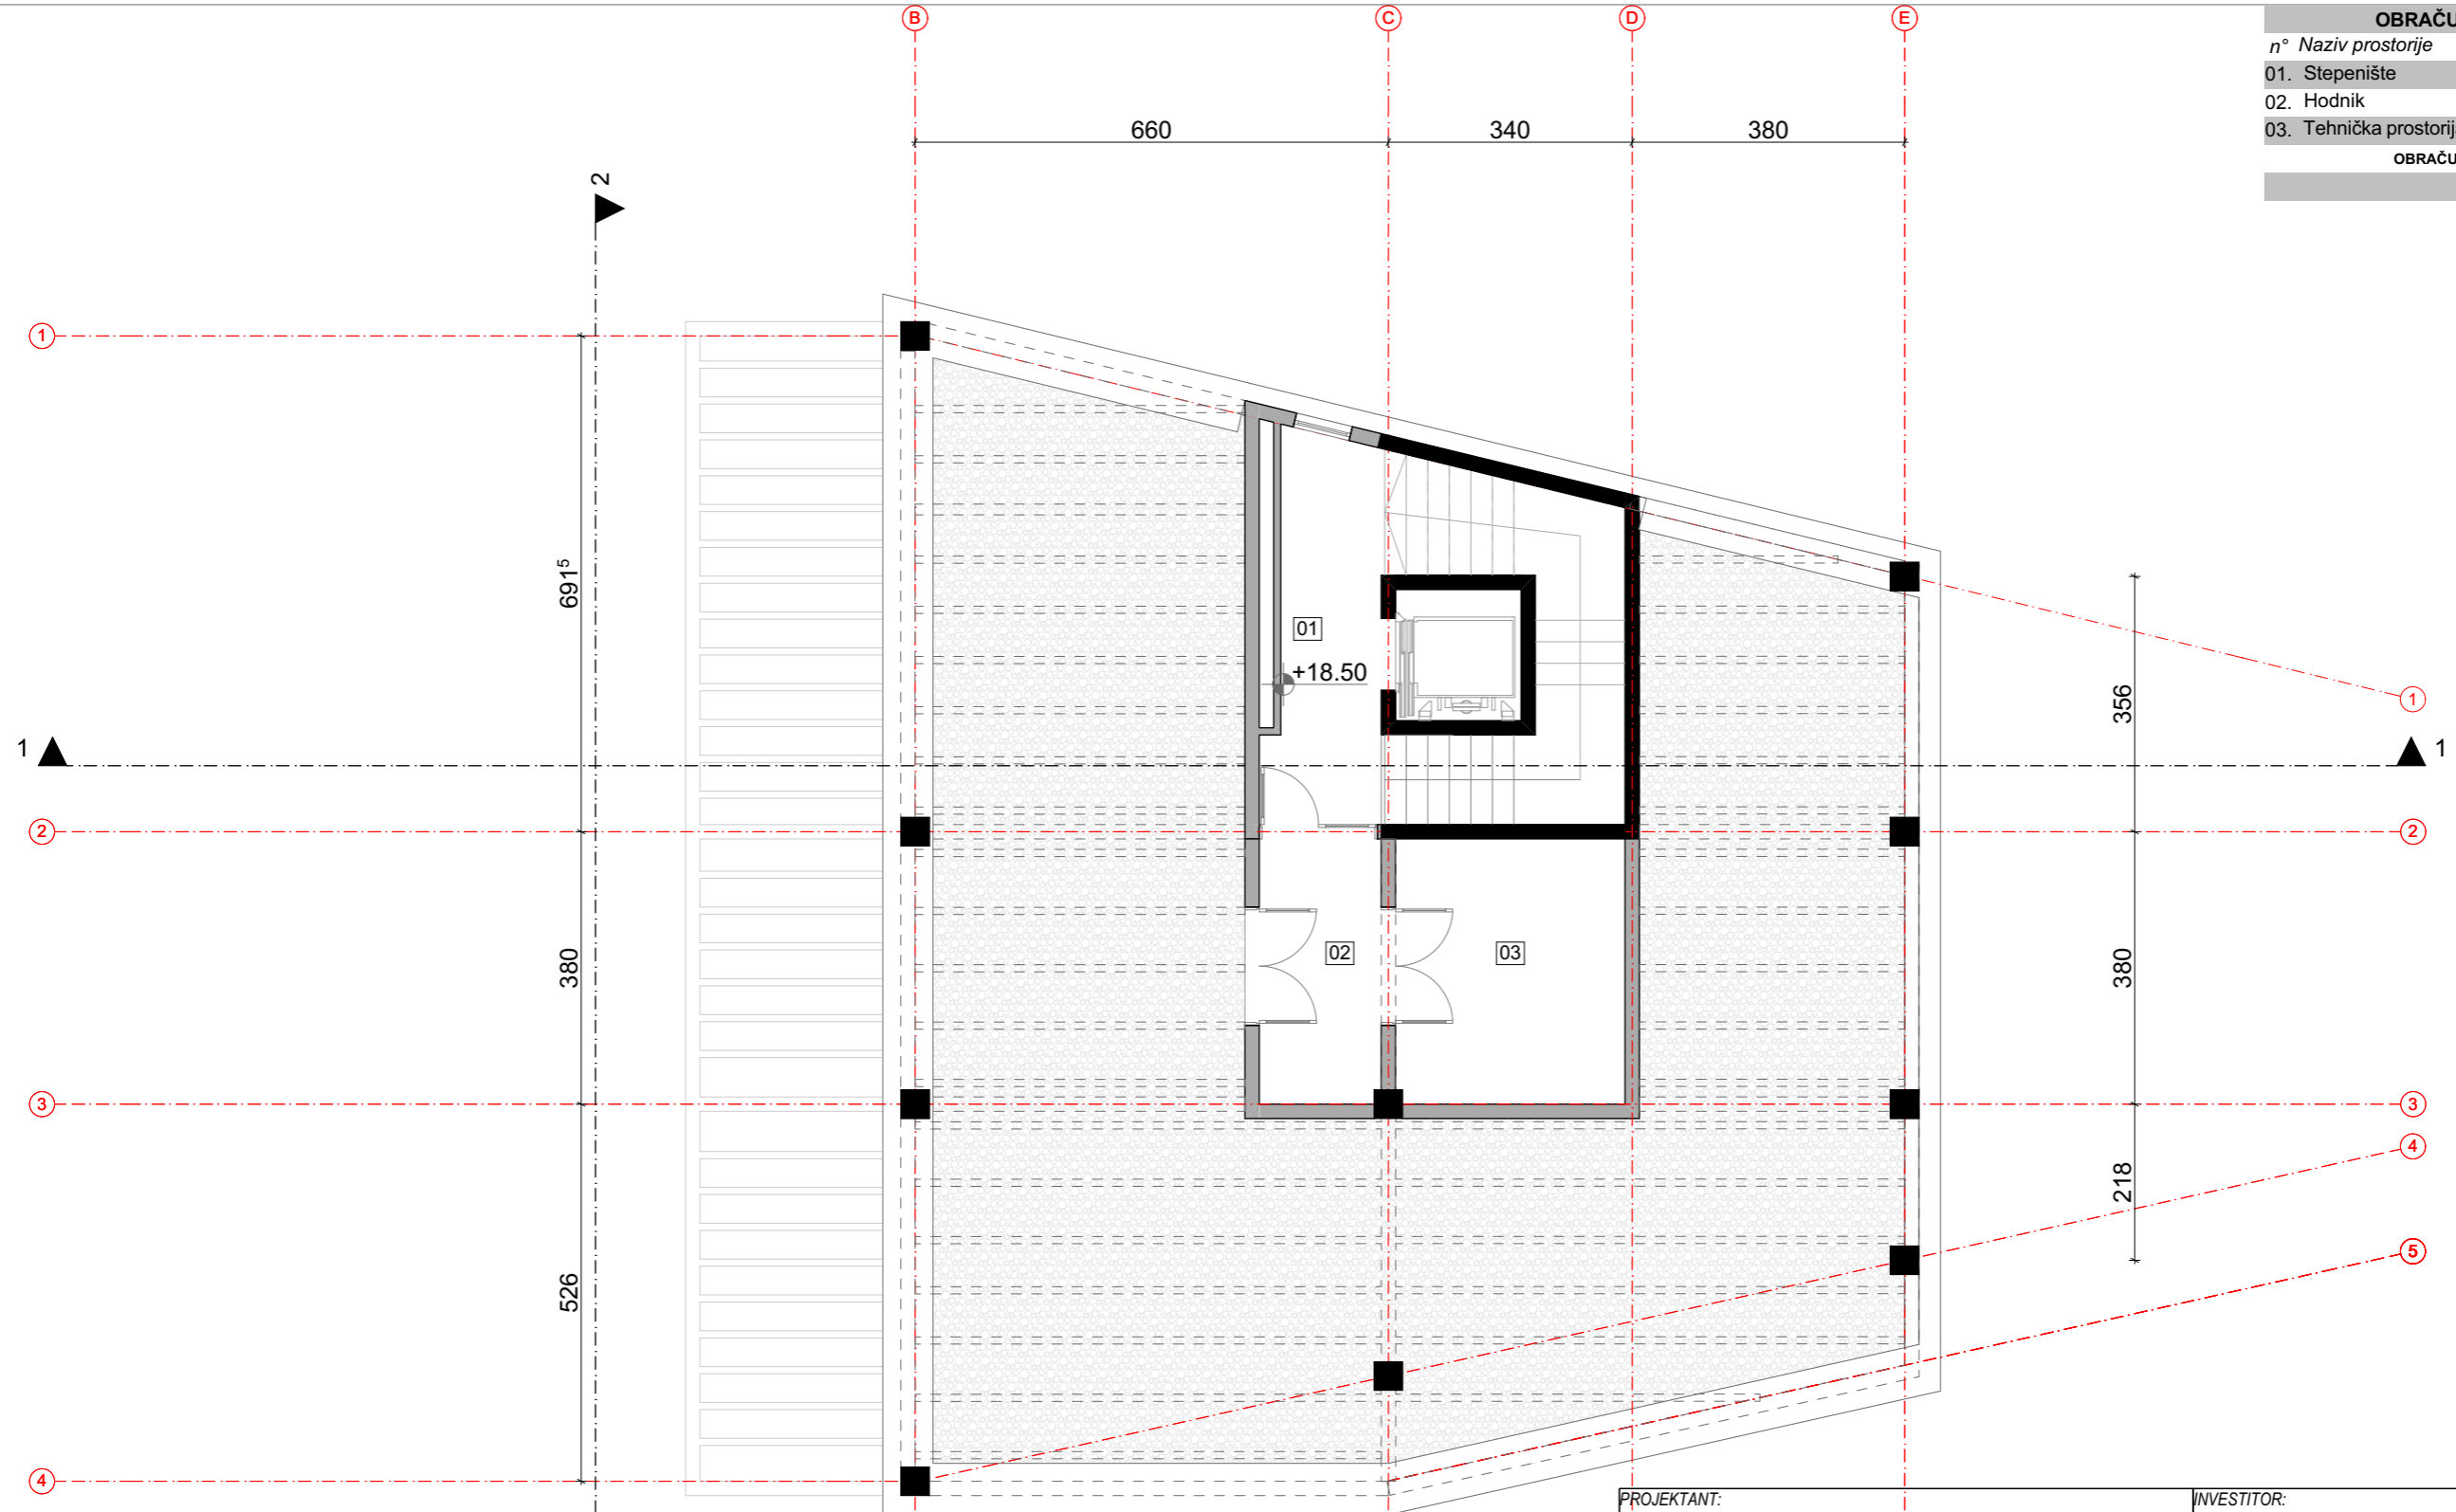 B C D E
OBRAČU
n° Naziv prostorije
01. Stepenište
02. Hodnik
03. Tehnička prostorij
OBRAČU
660 340 380
2
1
691⁵
01
+18.50
356
1
1 1
2 2
380
02
03
380
3 3
4
218
526
5
4
PROJEKTANT: INVESTITOR: